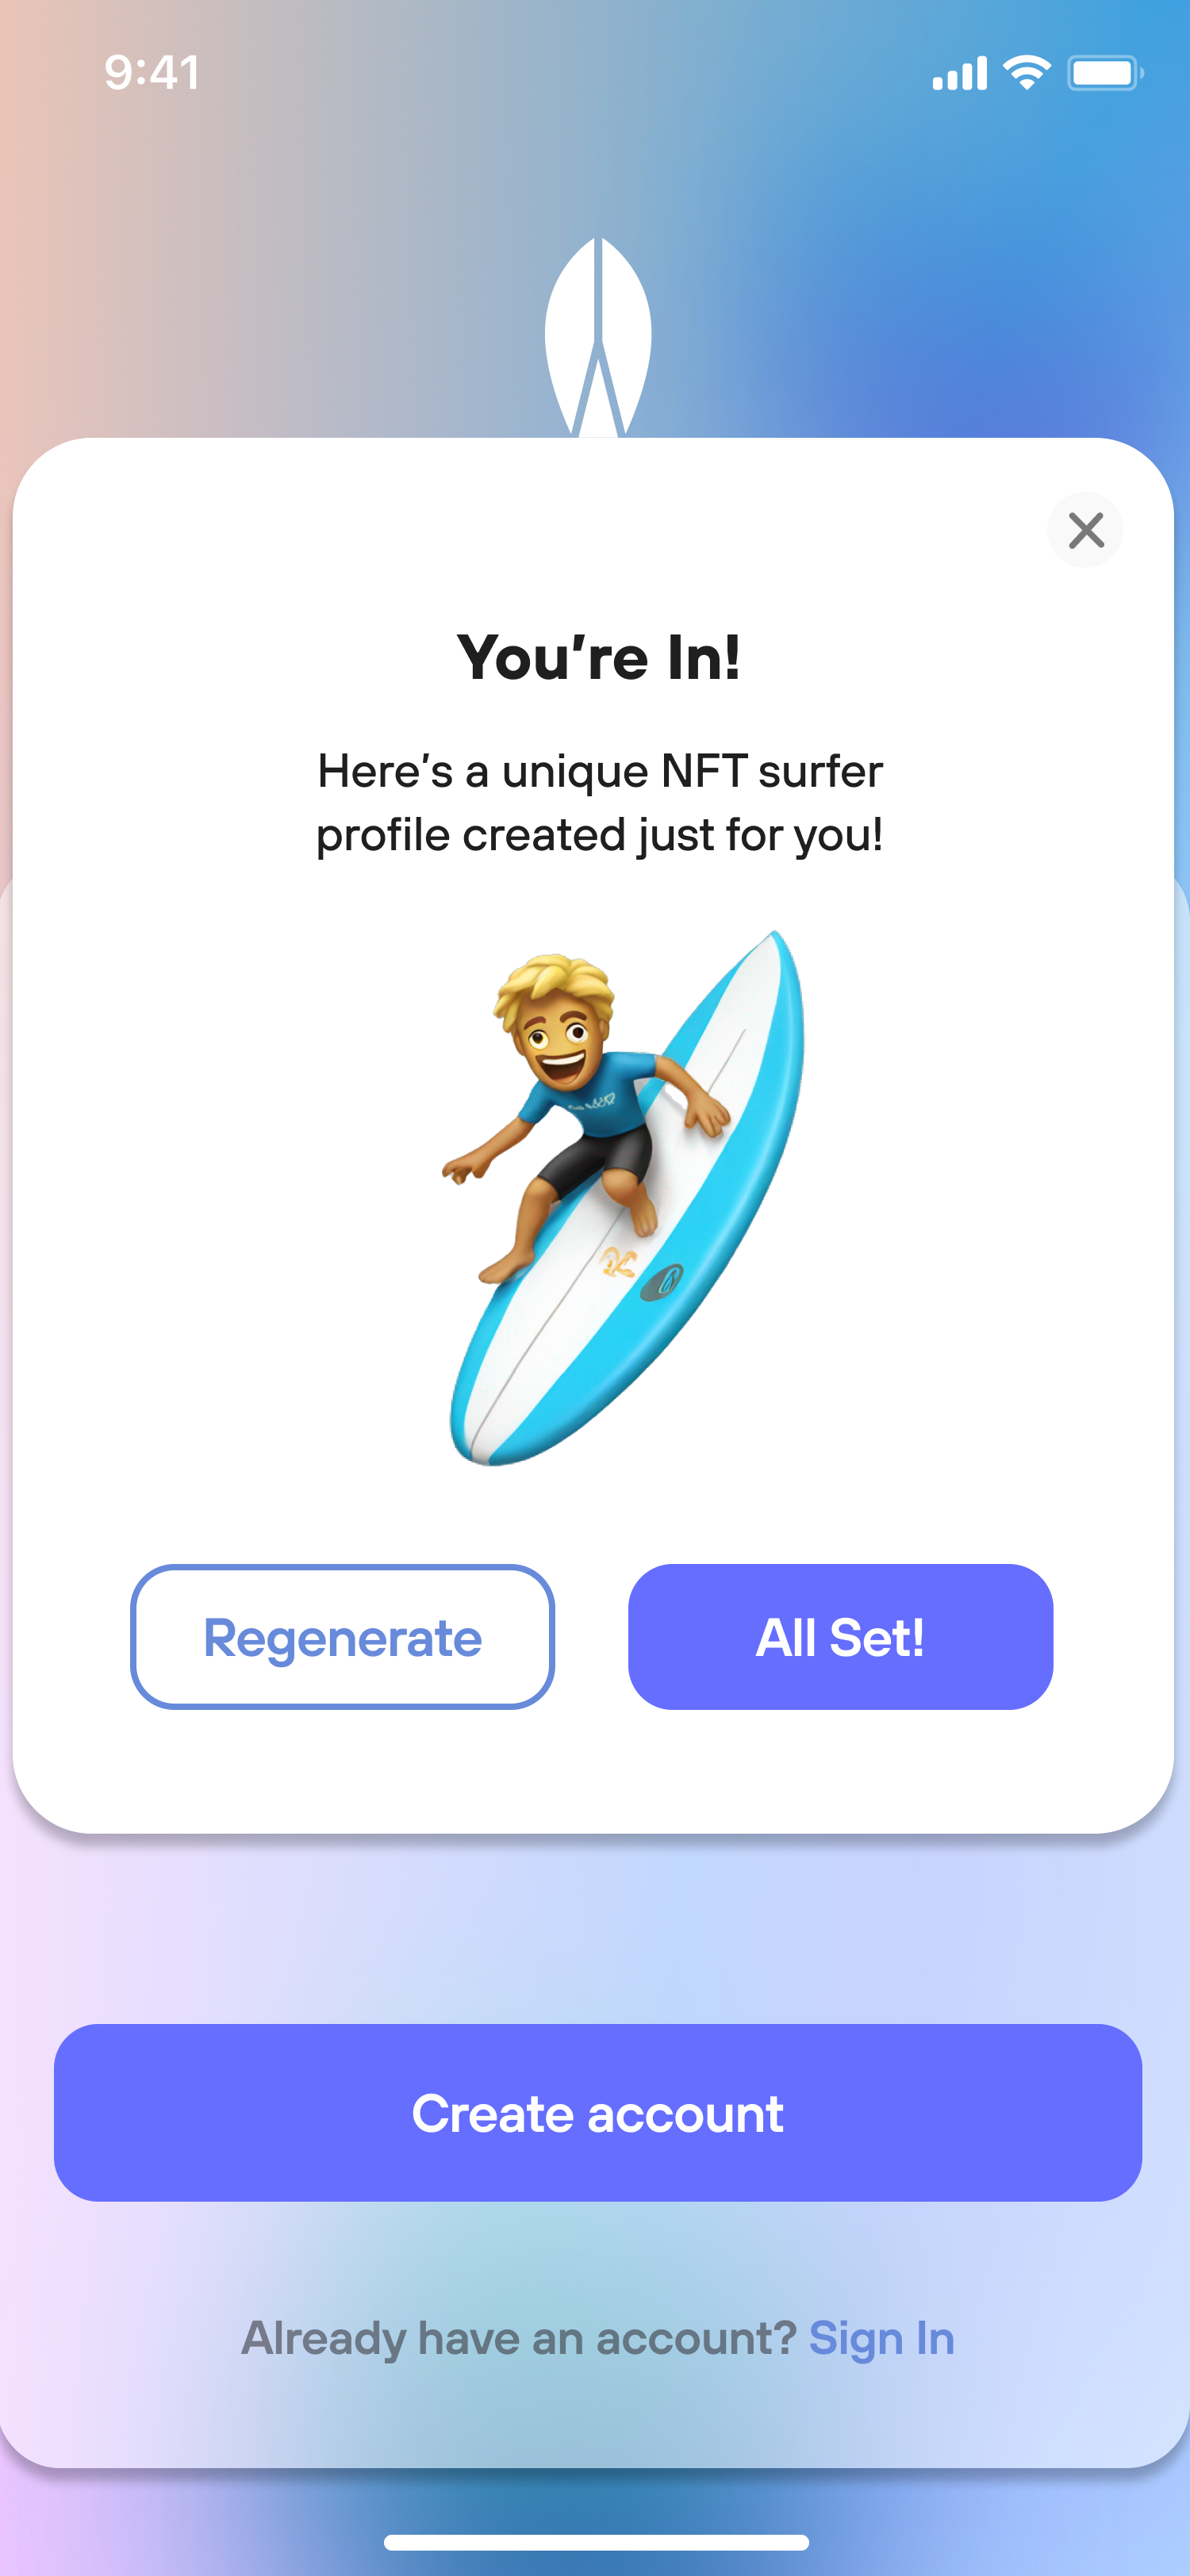 9:41
You’re In!
Here’s a unique NFT surfer
profile created just for you!
Regenerate
All Set!
Create account
Already have an account? Sign In